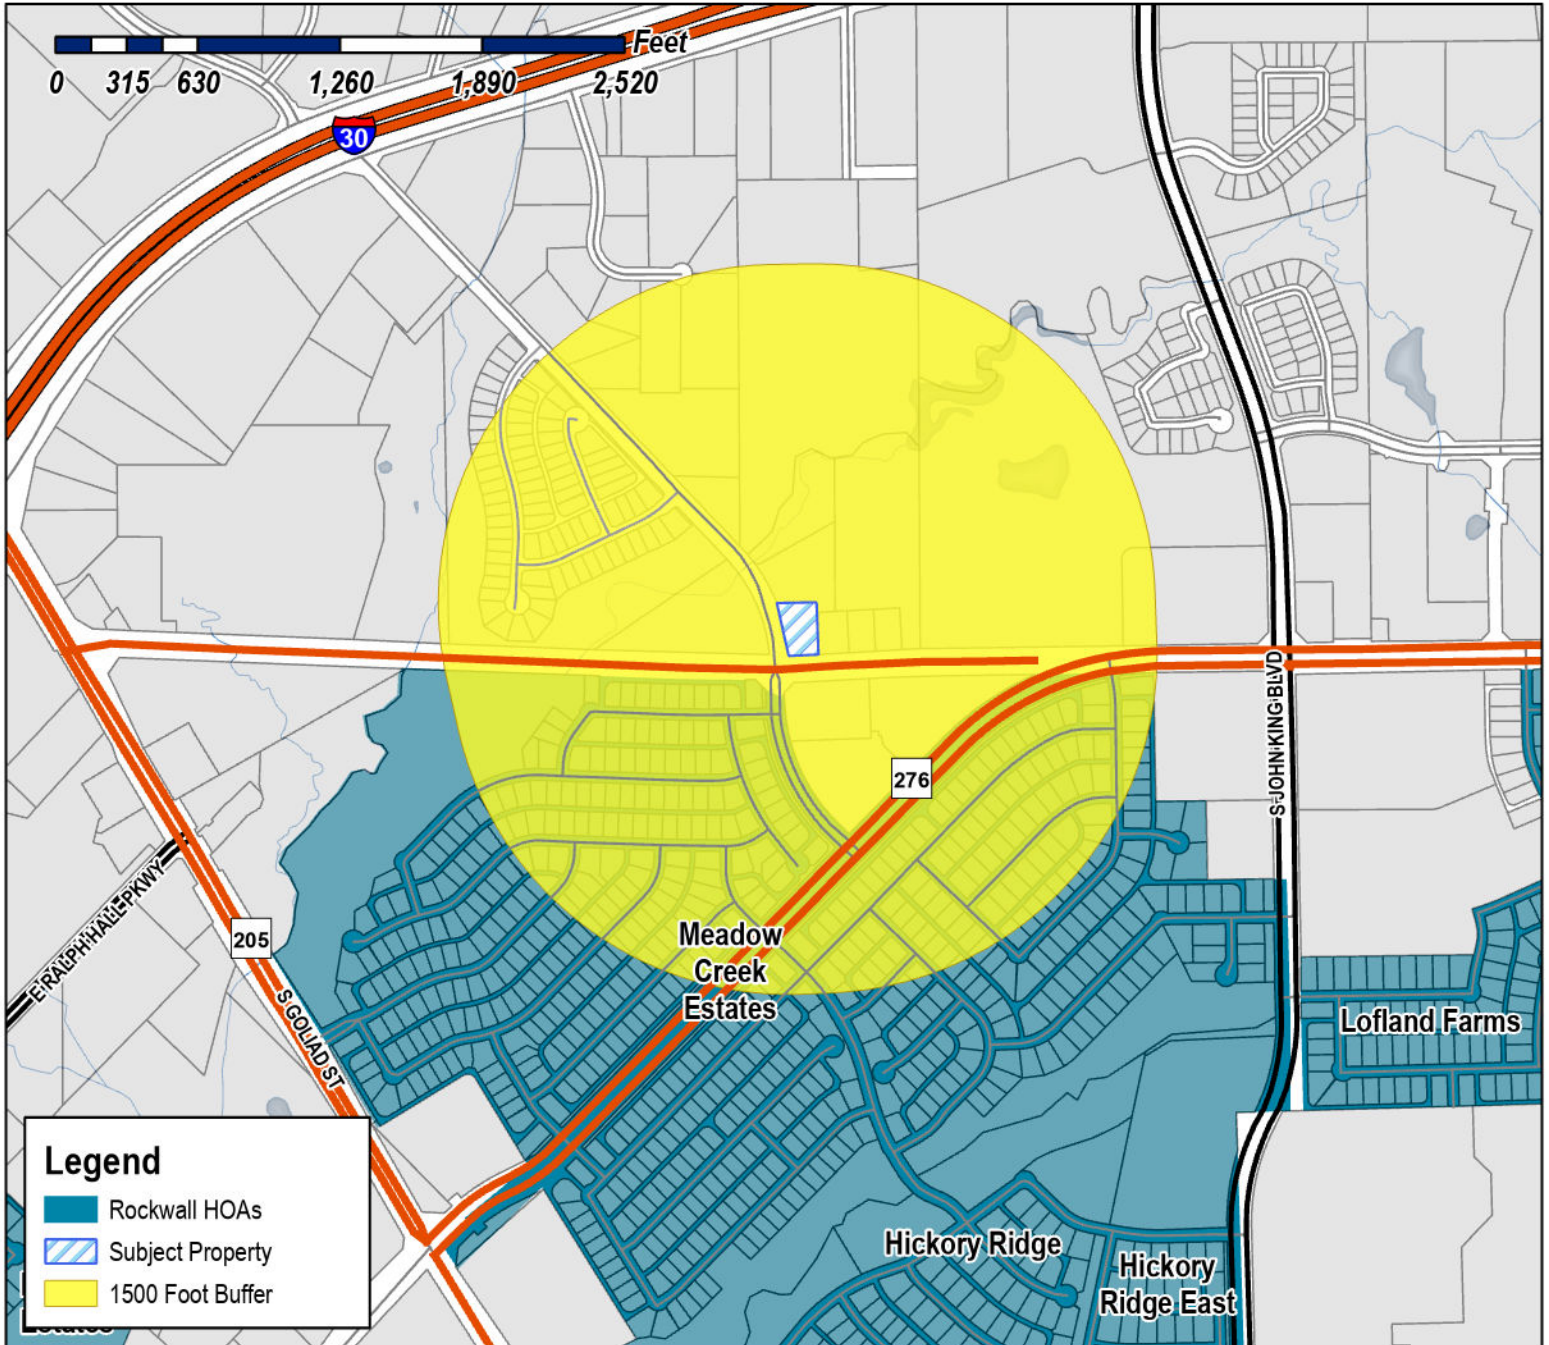 Feet
0 315 630 1,260 1,890 2,520
30
276
S JOHN KING BLVD
E RALPH HALL PKWY
205
S GOLIAD ST
Meadow
Creek
Estates
Lofland Farms
Hickory Ridge
Hickory
Ridge East
Legend
Rockwall HOAs
Subject Property
1500 Foot Buffer
Estates